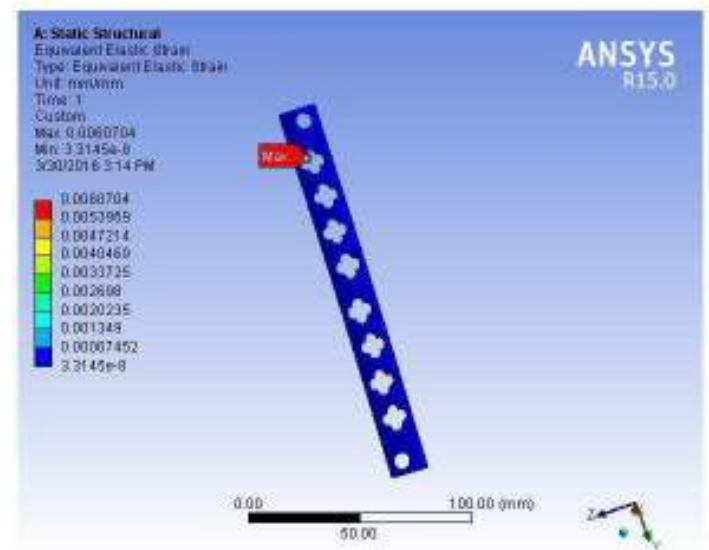 A: Static Structural
Equivalent Elastic Strain
Type: Equivalent Elastic Strain
Unit: mm/mm
Time: 1
Custom
Max: 0.0060704
Min: 3.3145e-8
3/30/2016 3:14 PM
ANSYS
R15.0
Max
0.0060704
0.0053959
0.0047214
0.0040469
0.0033725
0.002698
0.0020235
0.001349
0.00067452
3.3145e-8
0.00
100.00 (mm)
50.00
Z
Y